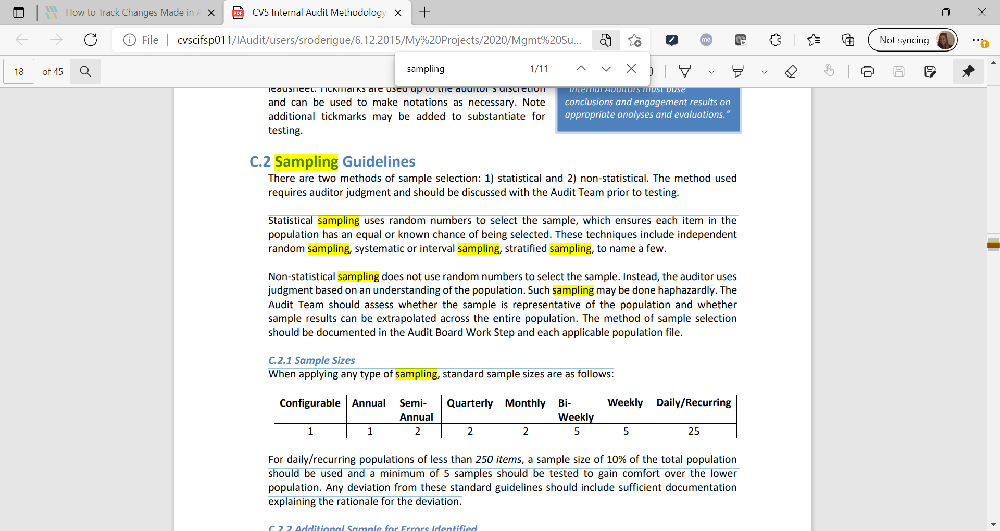 How to Track Changes Made in A
CVS Internal Audit Methodology
File
cvscifsp011/IAudit/users/sroderigue/6.12.2015/My%20Projects/2020/Mgmt%20Su...
me
Not syncing
18 of 45
sampling 1/11
leadsheet. Tickmarks are used up to the auditor's discretion
and can be used to make notations as necessary. Note
additional tickmarks may be added to substantiate for
testing.
"Internal Auditors must base
conclusions and engagement results on
appropriate analyses and evaluations."
C.2 Sampling Guidelines
There are two methods of sample selection: 1) statistical and 2) non-statistical. The method used
requires auditor judgment and should be discussed with the Audit Team prior to testing.
Statistical sampling uses random numbers to select the sample, which ensures each item in the
population has an equal or known chance of being selected. These techniques include independent
random sampling, systematic or interval sampling, stratified sampling, to name a few.
Non-statistical sampling does not use random numbers to select the sample. Instead, the auditor uses
judgment based on an understanding of the population. Such sampling may be done haphazardly. The
Audit Team should assess whether the sample is representative of the population and whether
sample results can be extrapolated across the entire population. The method of sample selection
should be documented in the Audit Board Work Step and each applicable population file.
C.2.1 Sample Sizes
When applying any type of sampling, standard sample sizes are as follows:
Configurable Annual Semi- Quarterly Monthly Bi- Weekly Daily/Recurring
Annual Weekly
1 1 2 2 2 5 5 25
For daily/recurring populations of less than 250 items, a sample size of 10% of the total population
should be used and a minimum of 5 samples should be tested to gain comfort over the lower
population. Any deviation from these standard guidelines should include sufficient documentation
explaining the rationale for the deviation.
C.2.2 Additional Sample for Errors Identified